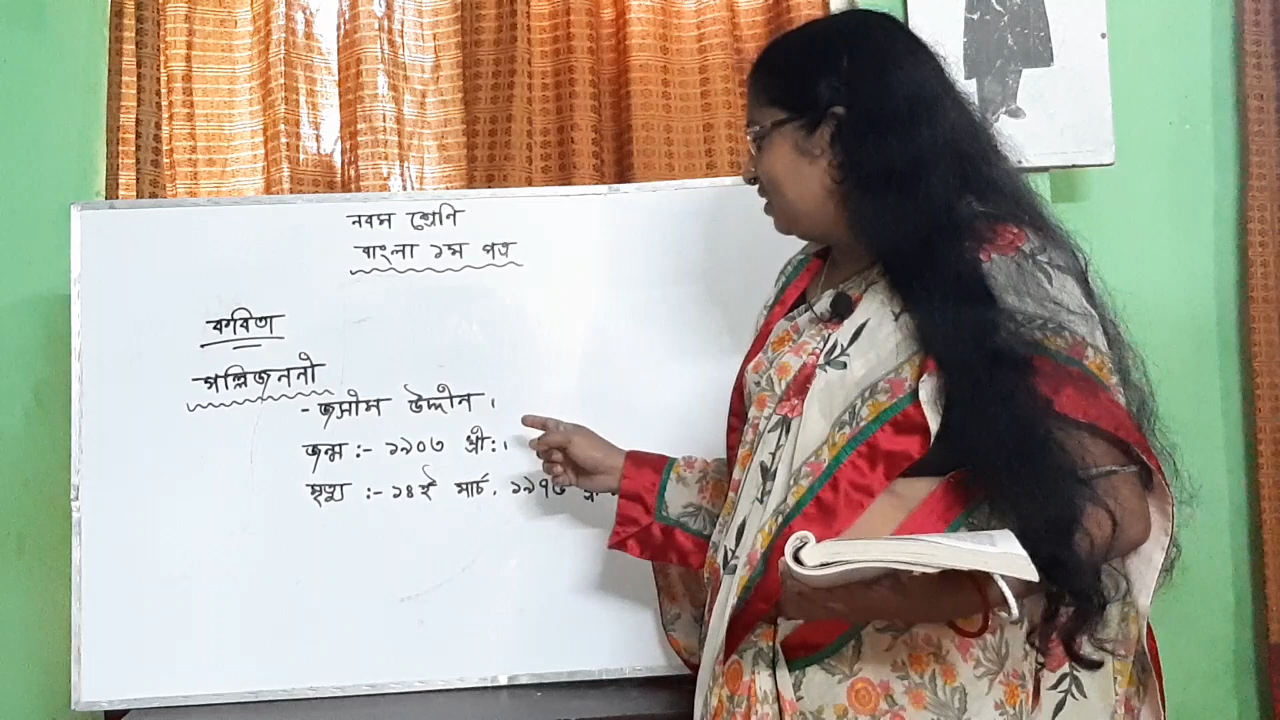 নবম শ্রেনি
বাংলা ১ম পত্র
কবিতা
পল্লিজননী
- জসীম উদ্দীন ।
জন্ম :- ১৯০৩ খ্রী:।
মৃত্যু :- ১৪ই মার্চ, ১৯৭৬